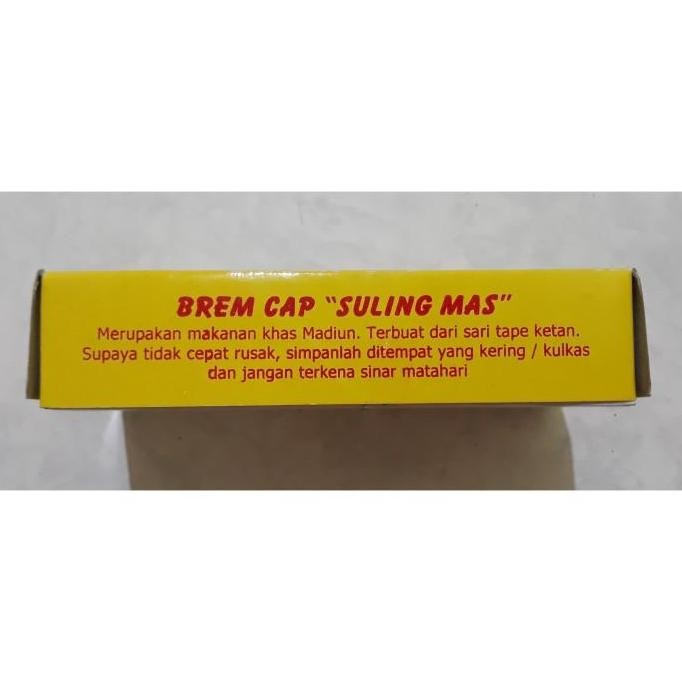 BREM CAP "SULING MAS"
Merupakan makanan khas Madiun. Terbuat dari sari tape ketan.
Supaya tidak cepat rusak, simpanlah ditempat yang kering / kulkas
dan jangan terkena sinar matahari